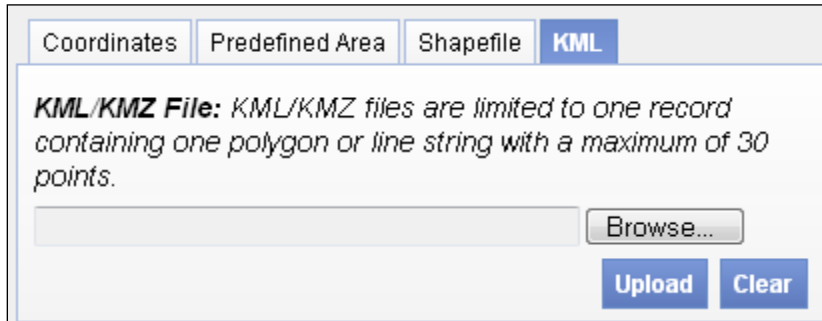 Coordinates Predefined Area Shapefile KML
KML/KMZ File: KML/KMZ files are limited to one record
containing one polygon or line string with a maximum of 30
points.
Browse...
Upload Clear